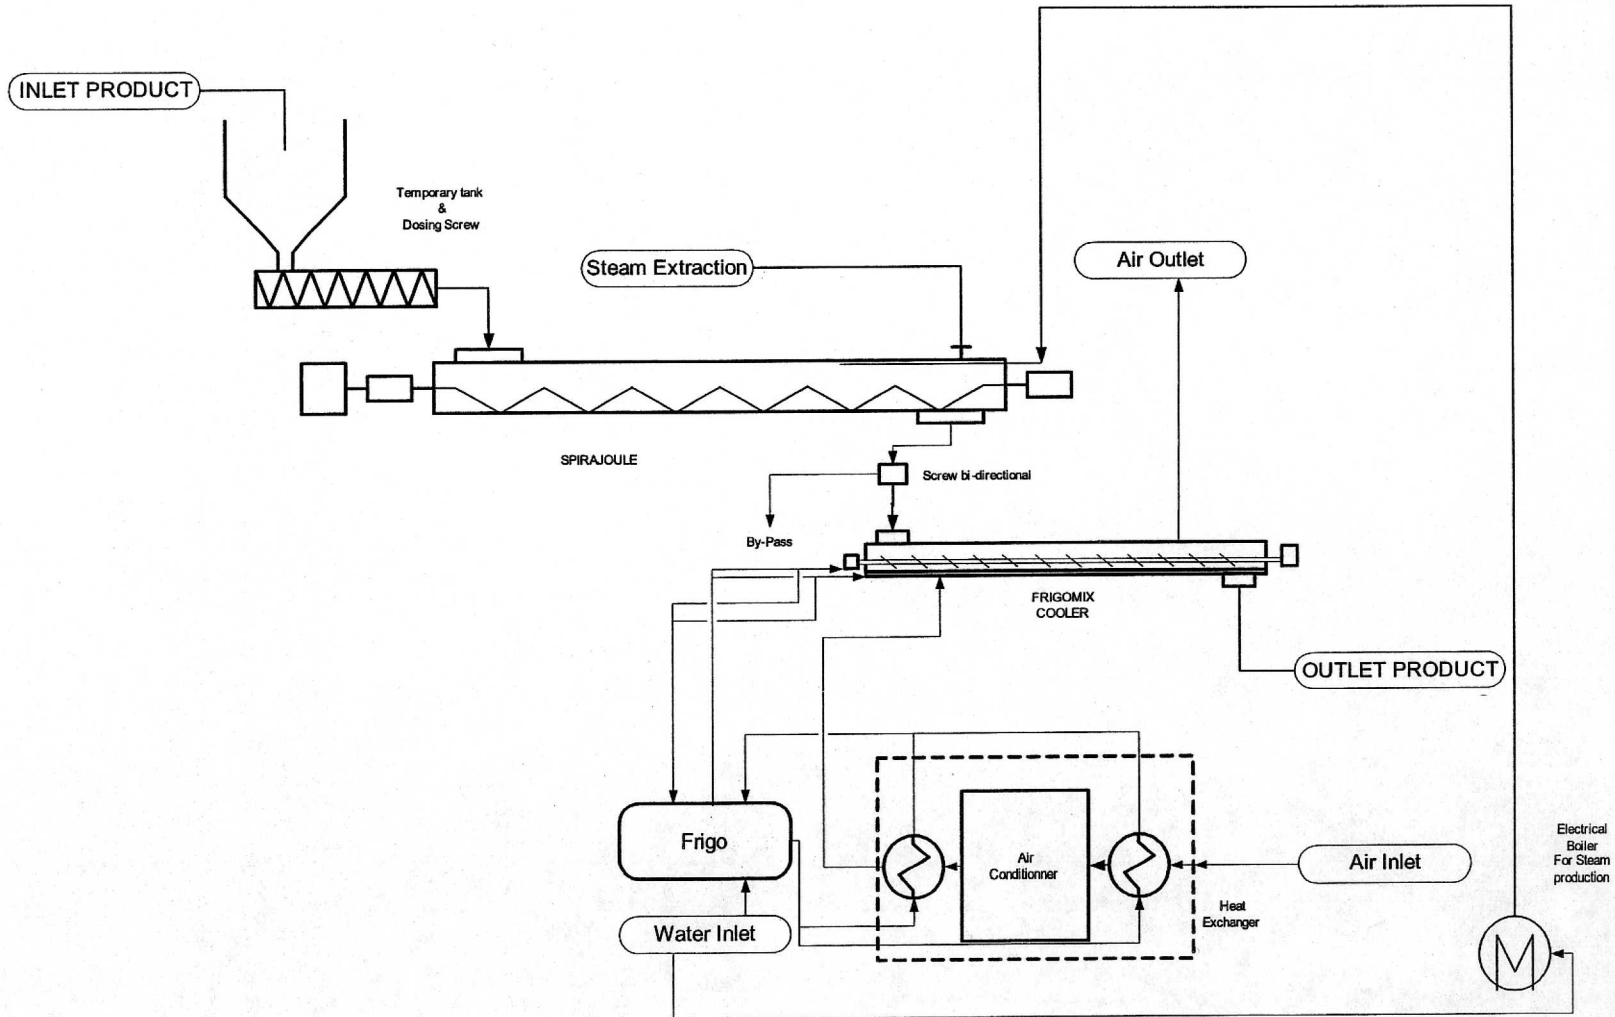 INLET PRODUCT
Temporary tank
&
Dosing Screw
Steam Extraction
Air Outlet
SPIRAJOULE
Screw bi-directional
By-Pass
FRIGOMIX
COOLER
OUTLET PRODUCT
Frigo
Air
Conditionner
Air Inlet
Electrical
Boiler
For Steam
production
Heat
Exchanger
Water Inlet